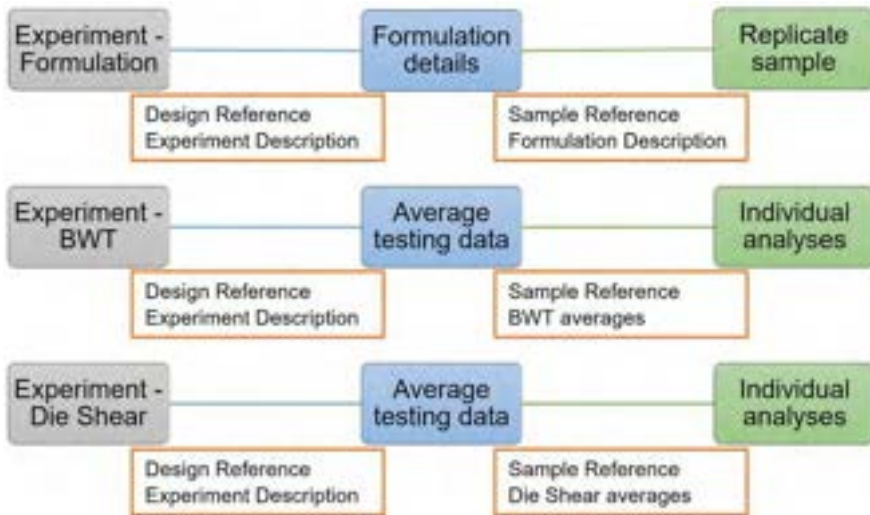 Experiment -
Formulation
Formulation
details
Replicate
sample
Design Reference
Experiment Description
Sample Reference
Formulation Description
Experiment -
BWT
Average
testing data
Individual
analyses
Design Reference
Experiment Description
Sample Reference
BWT averages
Experiment -
Die Shear
Average
testing data
Individual
analyses
Design Reference
Experiment Description
Sample Reference
Die Shear averages